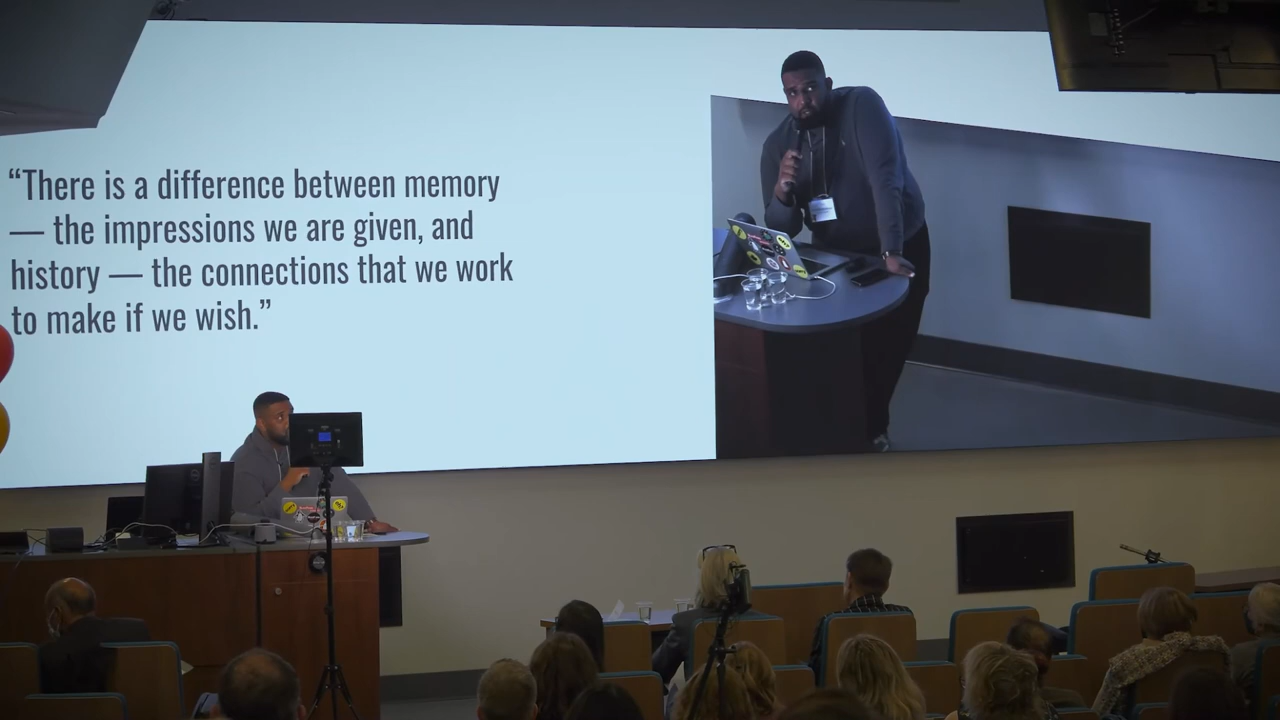 “There is a difference between memory
— the impressions we are given, and
history — the connections that we work
to make if we wish.”